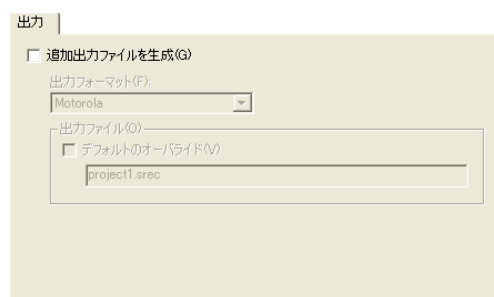 出力
追加出力ファイルを生成(G)
出力フォーマット(F):
Motorola
出力ファイル(O)
デフォルトのオーバライド(V)
project1.srec